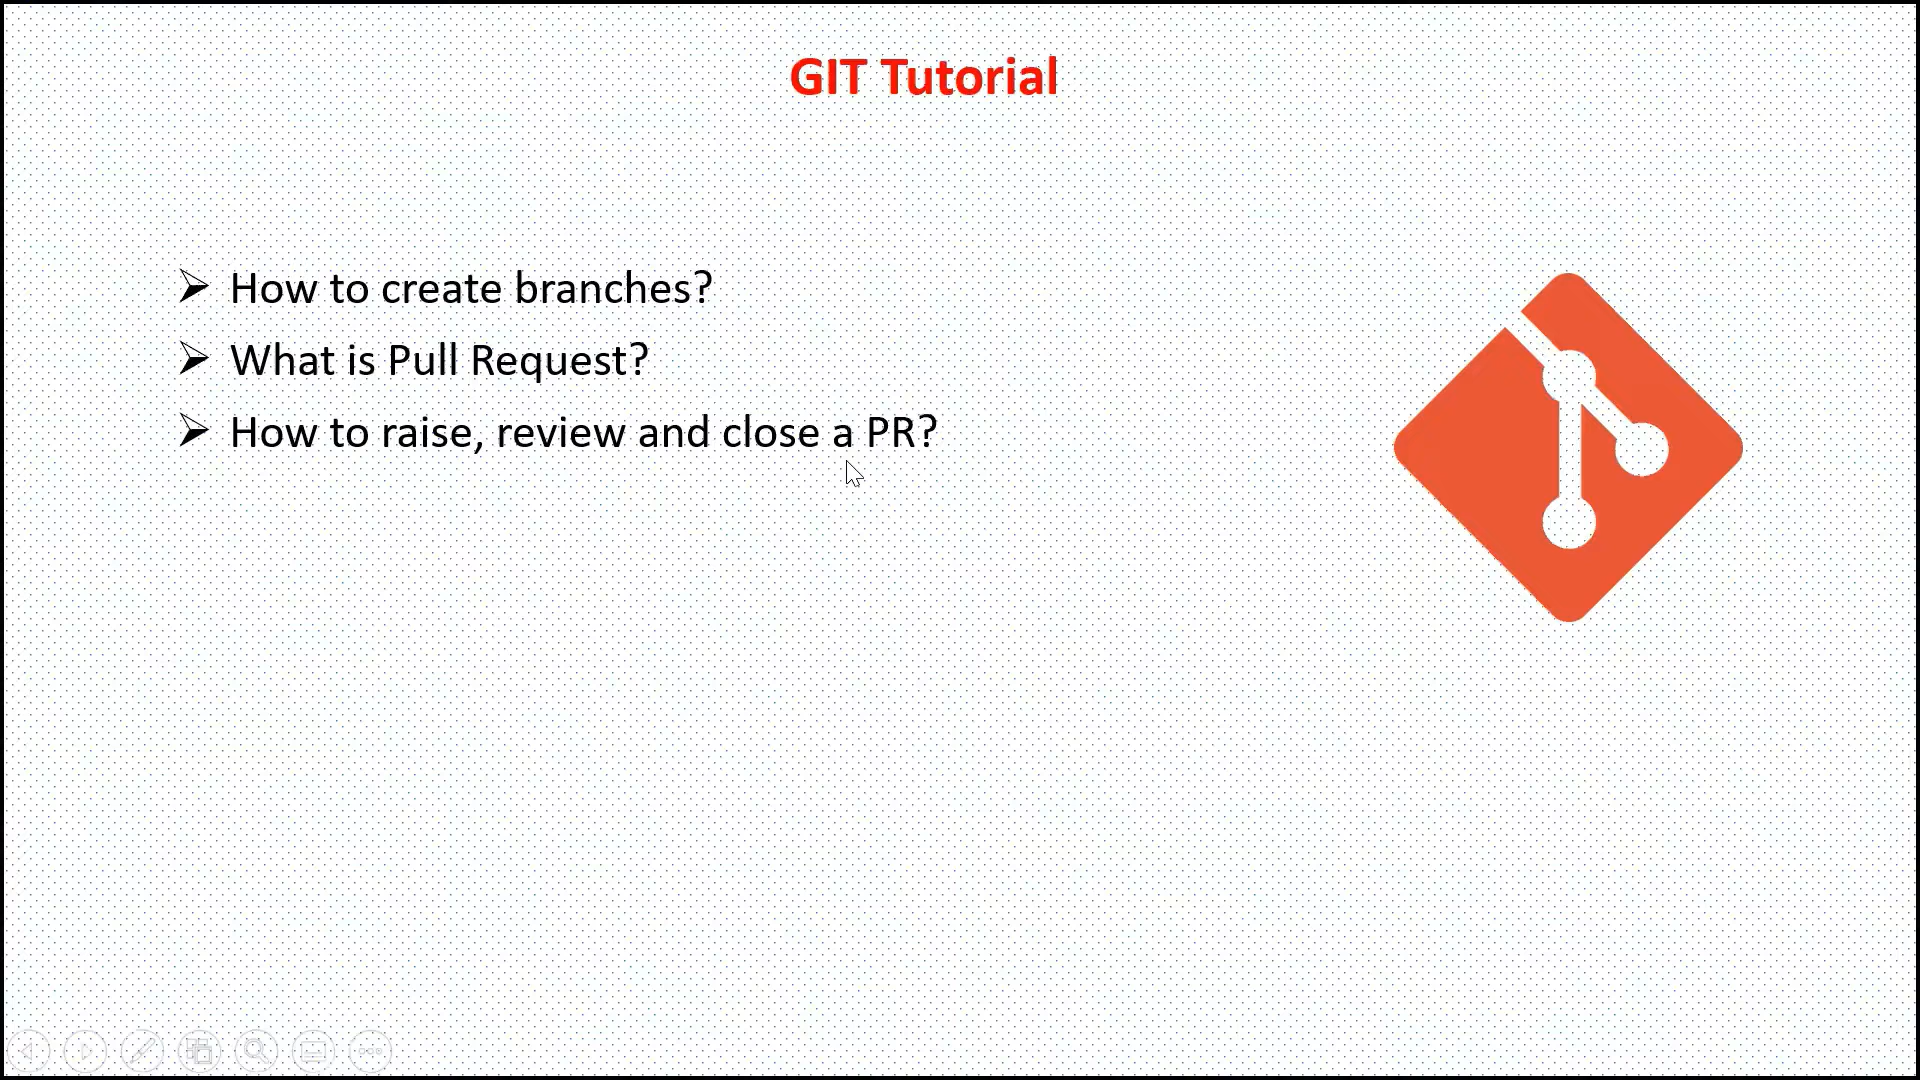 GIT Tutorial
How to create branches?
What is Pull Request?
How to raise, review and close a PR?